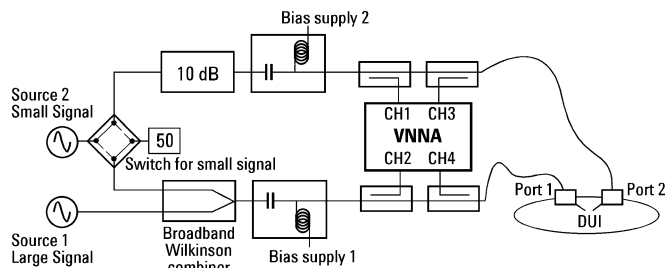 Bias supply 2
10 dB
Source 2
Small Signal
50
Switch for small signal
CH1 CH3
VNNA
CH2 CH4
Port 1
Port 2
DUI
Source 1
Large Signal
Broadband
Wilkinson
combiner
Bias supply 1